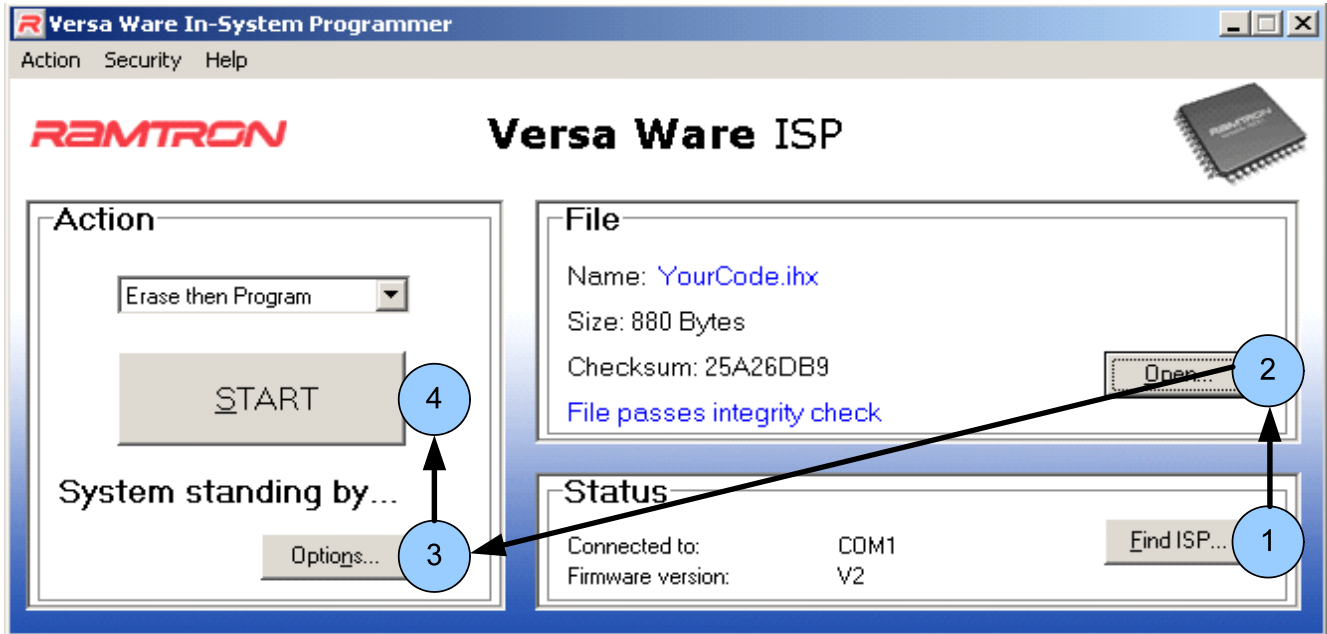 Versa Ware In-System Programmer
Action Security Help
RAMTRON
Versa Ware ISP
RAMTRON
Action
Erase then Program
START
4
System standing by...
Options...
3
File
Name: YourCode.ihx
Size: 880 Bytes
Checksum: 25A26DB9
Open...
2
File passes integrity check
Status
Connected to: COM1
Firmware version: V2
Find ISP...
1